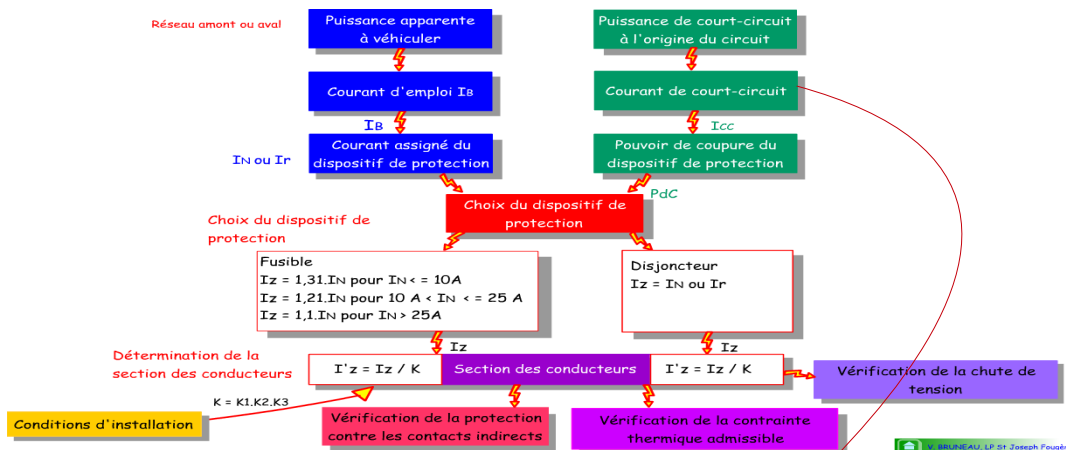 Réseau amont ou aval
Puissance apparente
à véhiculer
Puissance de court-circuit
à l'origine du circuit
Courant d'emploi IB
Courant de court-circuit
IB
Icc
IN ou Ir
Courant assigné du
dispositif de protection
Pouvoir de coupure du
dispositif de protection
PdC
Choix du dispositif de
protection
Choix du dispositif de
protection
Fusible
Iz = 1,31.IN pour IN < = 10A
Iz = 1,21.IN pour 10 A < IN < = 25 A
Iz = 1,1.IN pour IN > 25A
Disjoncteur
Iz = IN ou Ir
Iz
Iz
Détermination de la
section des conducteurs
I'z = Iz / K
Section des conducteurs
I'z = Iz / K
Vérification de la chute de
tension
K = K1.K2.K3
Conditions d'installation
Vérification de la protection
contre les contacts indirects
Vérification de la contrainte
thermique admissible
V. BRUNEAU, LP St Joseph Fougè